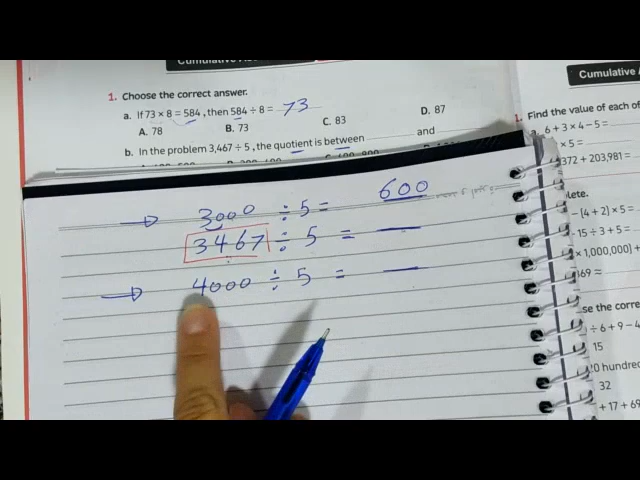 Cumulative
1. Choose the correct answer.
a. If 73 × 8 = 584, then 584 ÷ 8 = 73
A. 78 B. 73 C. 83 D. 87
b. In the problem 3,467 ÷ 5, the quotient is between and
3000 ÷ 5 = 600
3467 ÷ 5 =
4000 ÷ 5 =
Cumulative A
Find the value of each of
a. 6 + 3 × 4 − 5 =
× 5 =
372 + 203,981 =
lete.
− (4 + 2) × 5 =
− 15 ÷ 3 + 5 =
× 1,000,000) +
369 ≈
se the correc
÷ 6 + 9 − 4
15
0 hundred
32
+ 17 + 69